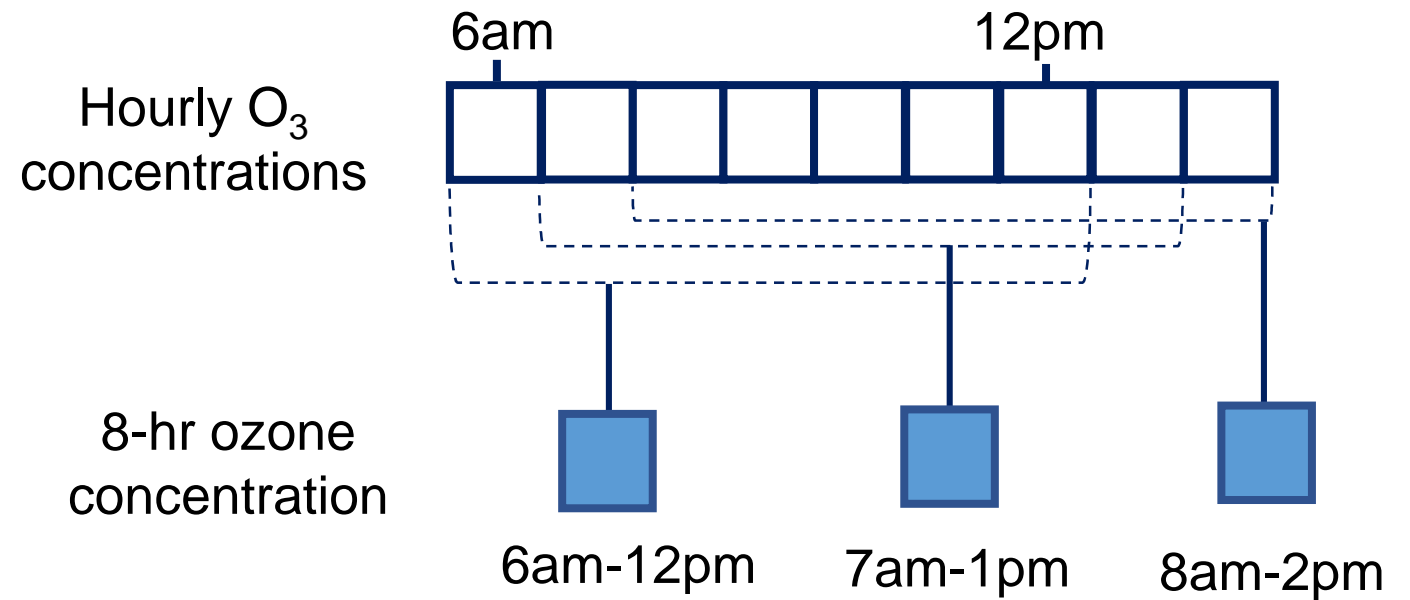 6am
12pm
Hourly O₃
concentrations
8-hr ozone
concentration
6am-12pm
7am-1pm
8am-2pm